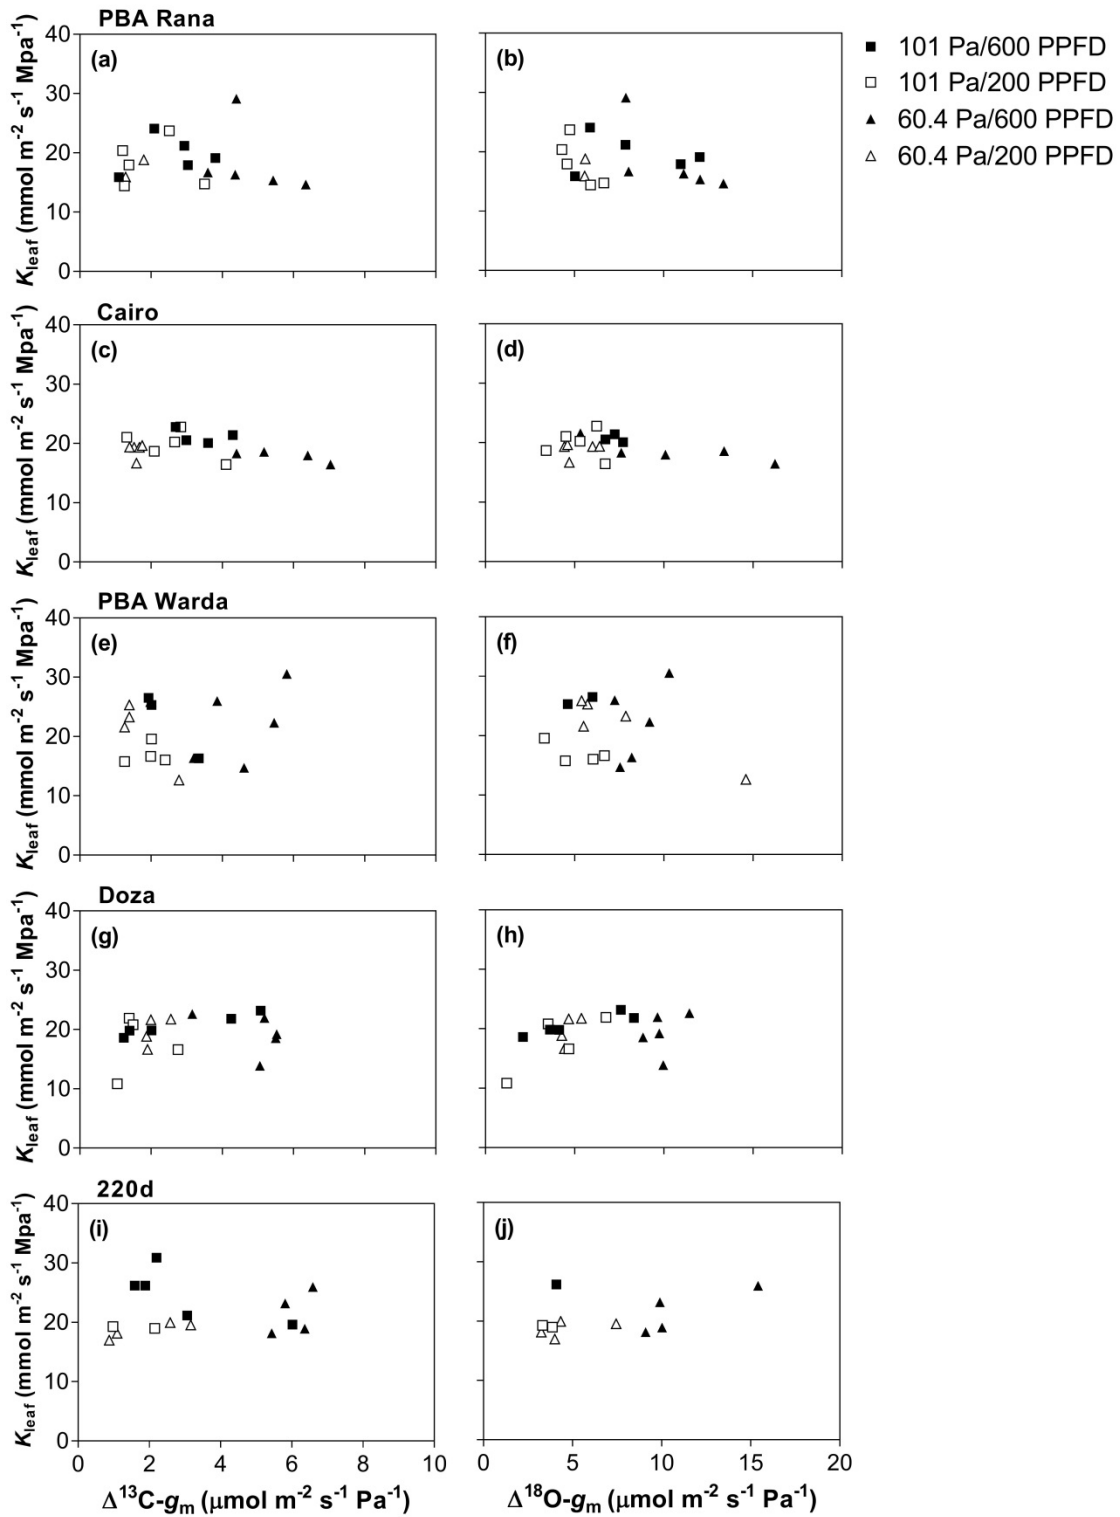 PBA Rana
(a)
(b)
40
30
20
10
0
K_leaf (mmol m⁻² s⁻¹ Mpa⁻¹)
■ 101 Pa/600 PPFD
□ 101 Pa/200 PPFD
▲ 60.4 Pa/600 PPFD
△ 60.4 Pa/200 PPFD
Cairo
(c)
(d)
40
30
20
10
0
K_leaf (mmol m⁻² s⁻¹ Mpa⁻¹)
PBA Warda
(e)
(f)
40
30
20
10
0
K_leaf (mmol m⁻² s⁻¹ Mpa⁻¹)
Doza
(g)
(h)
40
30
20
10
0
K_leaf (mmol m⁻² s⁻¹ Mpa⁻¹)
220d
(i)
(j)
40
30
20
10
0
K_leaf (mmol m⁻² s⁻¹ Mpa⁻¹)
0 2 4 6 8 10
0 5 10 15 20
Δ¹³C-gₘ (μmol m⁻² s⁻¹ Pa⁻¹)
Δ¹⁸O-gₘ (μmol m⁻² s⁻¹ Pa⁻¹)